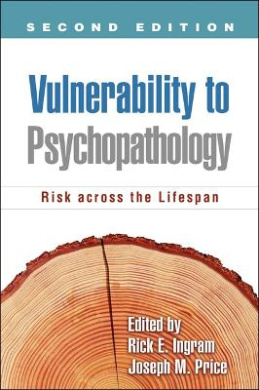 SECOND EDITION
Vulnerability to
Psychopathology
Risk across the Lifespan
Edited by
Rick E. Ingram
Joseph M. Price